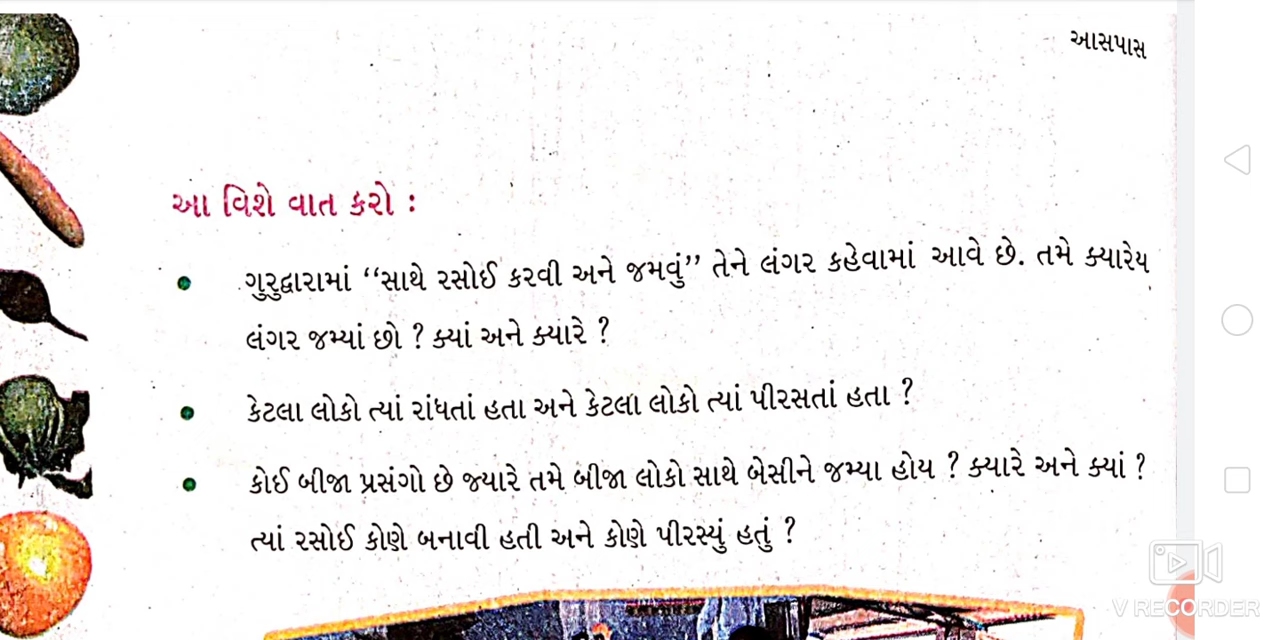 આસપાસ
આ વિશે વાત કરો :
ગુરુદ્વારામાં “સાથે રસોઈ કરવી અને જમવું” તેને લંગર કહેવામાં આવે છે. તમે ક્યારેય
લંગર જમ્યાં છો ? ક્યાં અને ક્યારે ?
કેટલા લોકો ત્યાં રાંધતાં હતા અને કેટલા લોકો ત્યાં પીરસતાં હતા ?
કોઈ બીજા પ્રસંગો છે જ્યારે તમે બીજા લોકો સાથે બેસીને જમ્યા હોય ? ક્યારે અને ક્યાં ?
ત્યાં રસોઈ કોણે બનાવી હતી અને કોણે પીરસ્યું હતું ?
V RECORDER